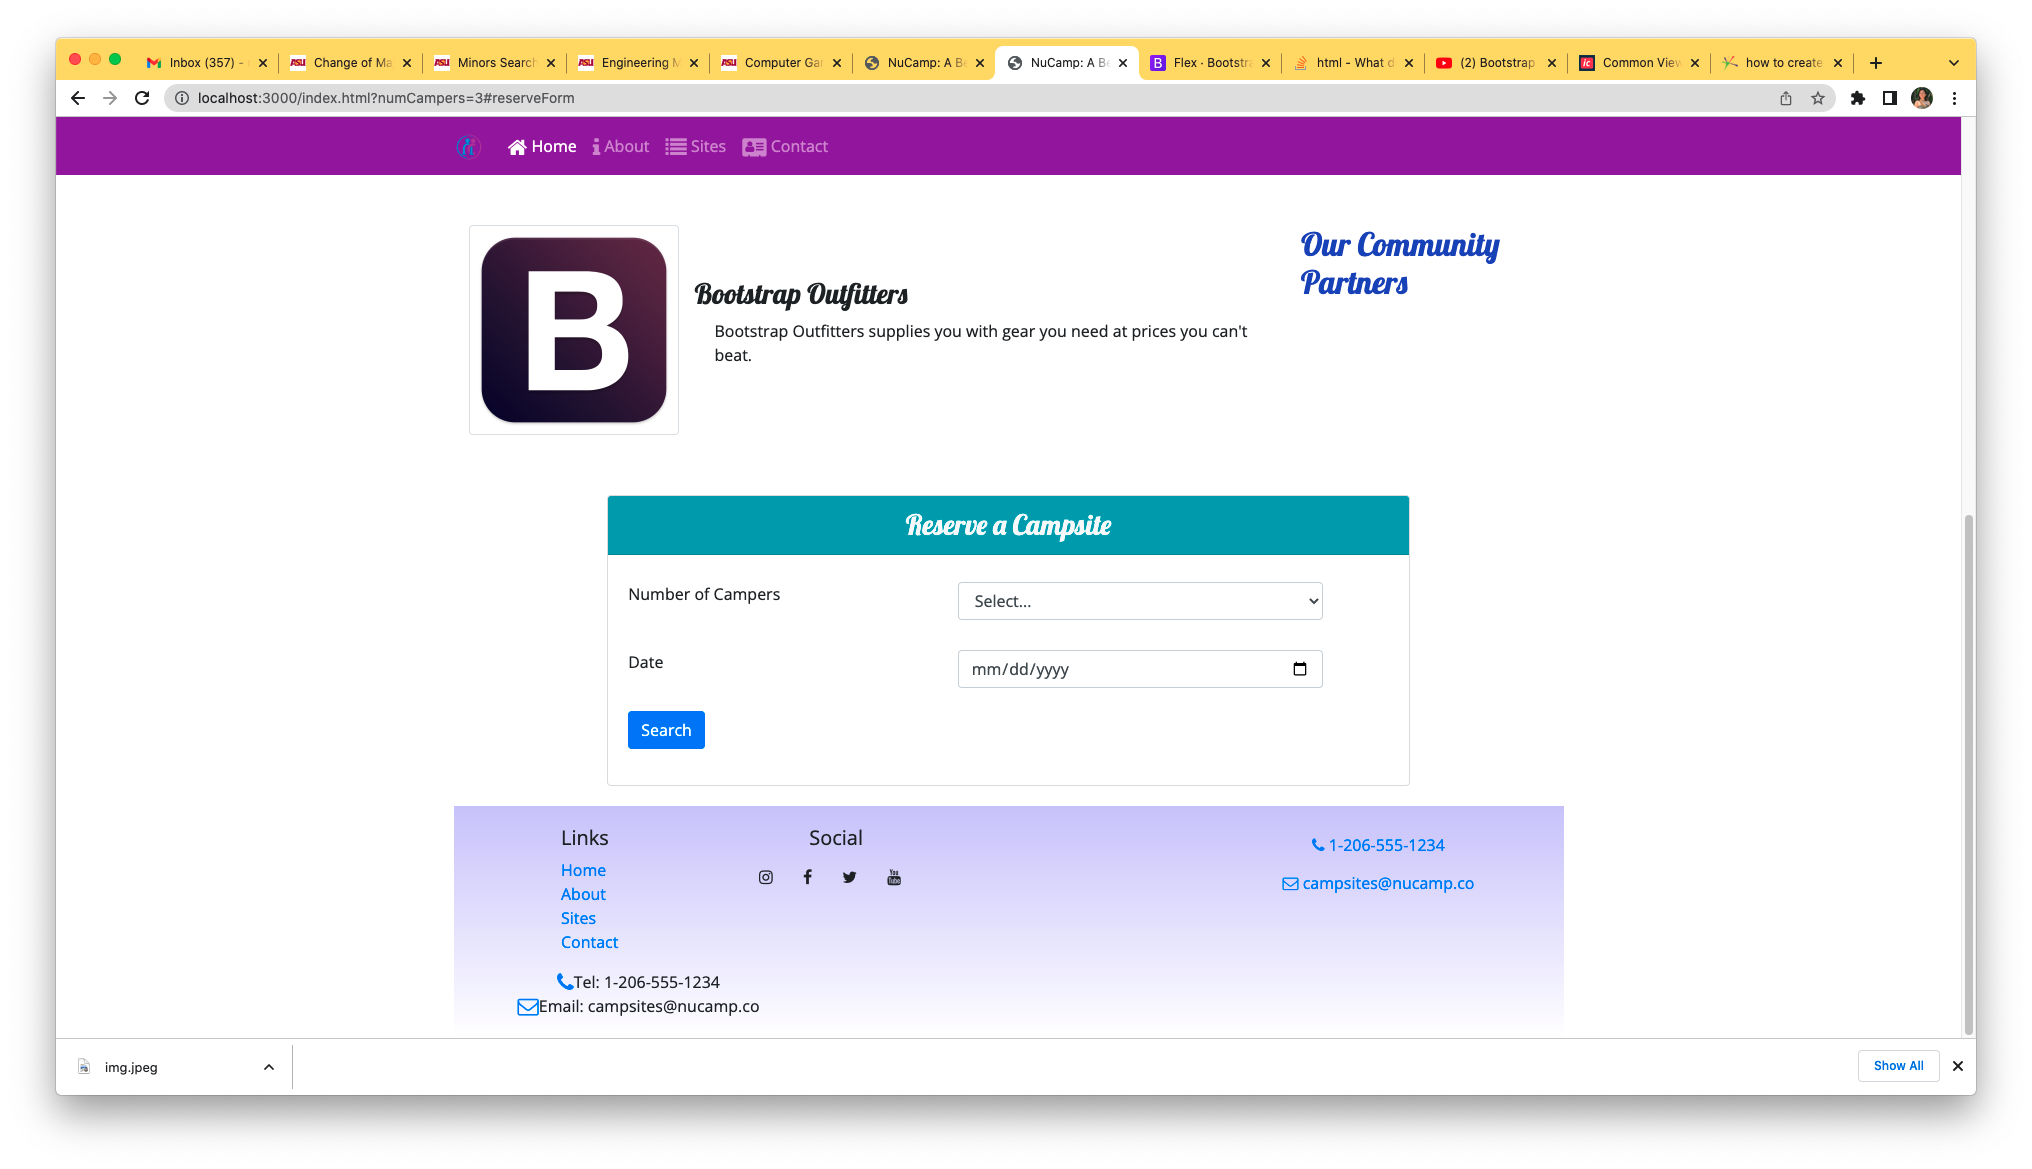 Inbox (357) -
Change of Ma
Minors Search
Engineering M
Computer Ga
NuCamp: A Be
NuCamp: A Be
Flex · Bootstra
html - What d
(2) Bootstrap
Common View
how to create
localhost:3000/index.html?numCampers=3#reserveForm
Home
About
Sites
Contact
B
Bootstrap Outfitters
Bootstrap Outfitters supplies you with gear you need at prices you can't
beat.
Our Community
Partners
Reserve a Campsite
Number of Campers
Select...
Date
mm/dd/yyyy
Search
Links
Home
About
Sites
Contact
Social
1-206-555-1234
campsites@nucamp.co
Tel: 1-206-555-1234
Email: campsites@nucamp.co
img.jpeg
Show All